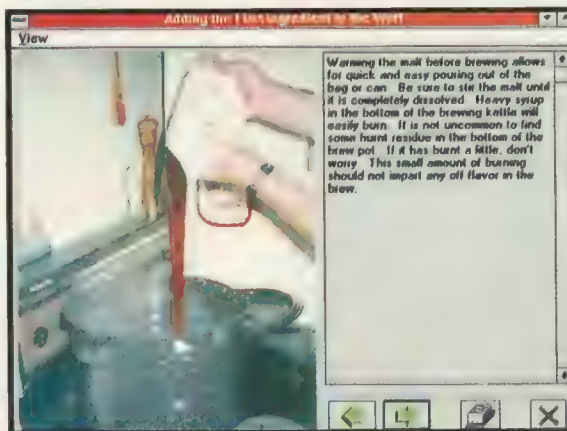 Adding the First Ingredient to the Wort
View
Warming the malt before brewing allows
for quick and easy pouring out of the
bag or can. Be sure to stir the malt until
it is completely dissolved. Heavy syrup
in the bottom of the brewing kettle will
easily burn. It is not uncommon to find
some burnt residue in the bottom of the
brew pot. If it has burnt a little, don't
worry. This small amount of burning
should not impart any off flavor in the
brew.